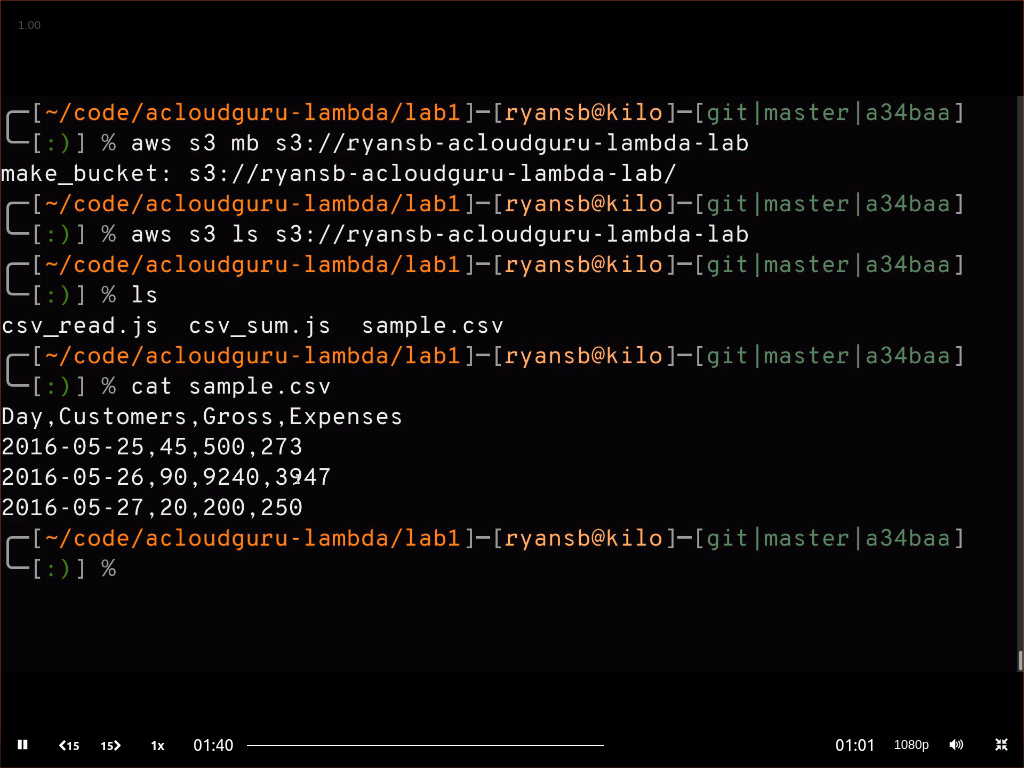 1.00
[~/code/acloudguru-lambda/lab1]—[ryansb@kilo]—[git|master|a34baa]
[:)] % aws s3 mb s3://ryansb-acloudguru-lambda-lab
make_bucket: s3://ryansb-acloudguru-lambda-lab/
[~/code/acloudguru-lambda/lab1]—[ryansb@kilo]—[git|master|a34baa]
[:)] % aws s3 ls s3://ryansb-acloudguru-lambda-lab
[~/code/acloudguru-lambda/lab1]—[ryansb@kilo]—[git|master|a34baa]
[:)] % ls
csv_read.js  csv_sum.js  sample.csv
[~/code/acloudguru-lambda/lab1]—[ryansb@kilo]—[git|master|a34baa]
[:)] % cat sample.csv
Day,Customers,Gross,Expenses
2016-05-25,45,500,273
2016-05-26,90,9240,3947
2016-05-27,20,200,250
[~/code/acloudguru-lambda/lab1]—[ryansb@kilo]—[git|master|a34baa]
[:)] %
15 15 1x 01:40 01:01 1080p